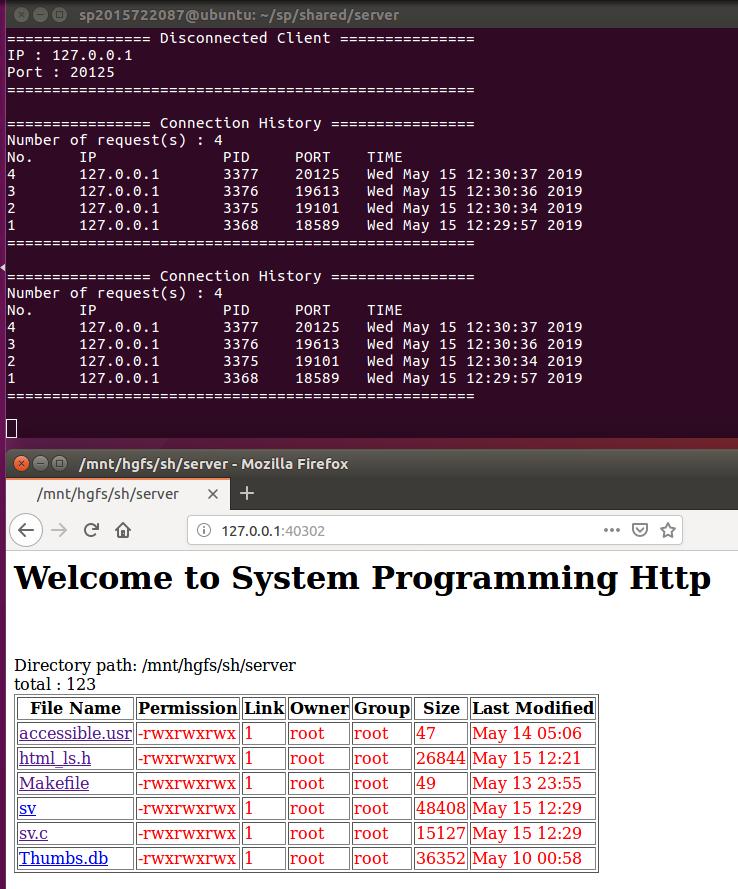 sp2015722087@ubuntu: ~/sp/shared/server
================ Disconnected Client ===============
IP : 127.0.0.1
Port : 20125
====================================================
================ Connection History ================
Number of request(s) : 4
No. IP PID PORT TIME
4 127.0.0.1 3377 20125 Wed May 15 12:30:37 2019
3 127.0.0.1 3376 19613 Wed May 15 12:30:36 2019
2 127.0.0.1 3375 19101 Wed May 15 12:30:34 2019
1 127.0.0.1 3368 18589 Wed May 15 12:29:57 2019
====================================================
================ Connection History ================
Number of request(s) : 4
No. IP PID PORT TIME
4 127.0.0.1 3377 20125 Wed May 15 12:30:37 2019
3 127.0.0.1 3376 19613 Wed May 15 12:30:36 2019
2 127.0.0.1 3375 19101 Wed May 15 12:30:34 2019
1 127.0.0.1 3368 18589 Wed May 15 12:29:57 2019
====================================================
/mnt/hgfs/sh/server - Mozilla Firefox
/mnt/hgfs/sh/server
127.0.0.1:40302
Welcome to System Programming Http
Directory path: /mnt/hgfs/sh/server
total : 123
File Name Permission Link Owner Group Size Last Modified
accessible.usr -rwxrwxrwx 1 root root 47 May 14 05:06
html_ls.h -rwxrwxrwx 1 root root 26844 May 15 12:21
Makefile -rwxrwxrwx 1 root root 49 May 13 23:55
sv -rwxrwxrwx 1 root root 48408 May 15 12:29
sv.c -rwxrwxrwx 1 root root 15127 May 15 12:29
Thumbs.db -rwxrwxrwx 1 root root 36352 May 10 00:58